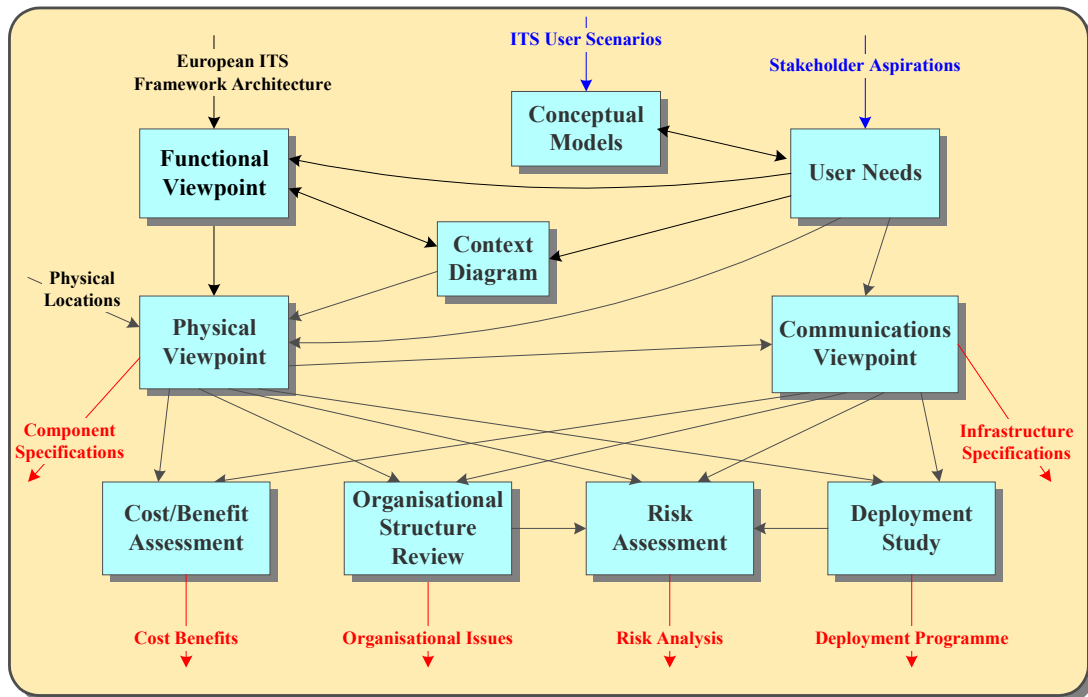 ITS User Scenarios
European ITS
Framework Architecture
Stakeholder Aspirations
Conceptual
Models
Functional
Viewpoint
User Needs
Context
Diagram
Physical
Locations
Physical
Viewpoint
Communications
Viewpoint
Component
Specifications
Infrastructure
Specifications
Cost/Benefit
Assessment
Organisational
Structure
Review
Risk
Assessment
Deployment
Study
Cost Benefits
Organisational Issues
Risk Analysis
Deployment Programme